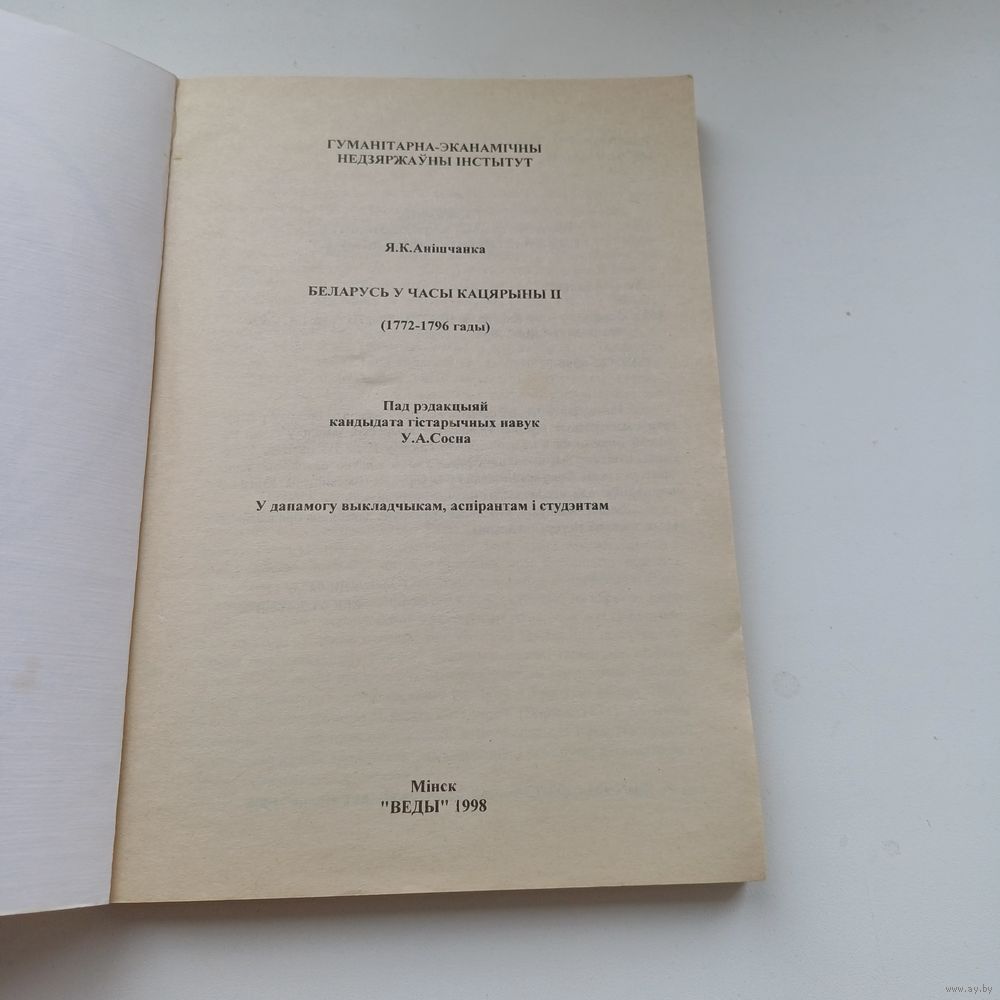 ГУМАНІТАРНА-ЭКАНАМІЧНЫ
НЕДЗЯРЖАЎНЫ ІНСТЫТУТ
Я.К.Анішчанка
БЕЛАРУСЬ У ЧАСЫ КАЦЯРЫНЫ II
(1772-1796 гады)
Пад рэдакцыяй
кандыдата гістарычных навук
У.А.Сосна
У дапамогу выкладчыкам, аспірантам і студэнтам
Мінск
"ВЕДЫ" 1998
www.ay.by